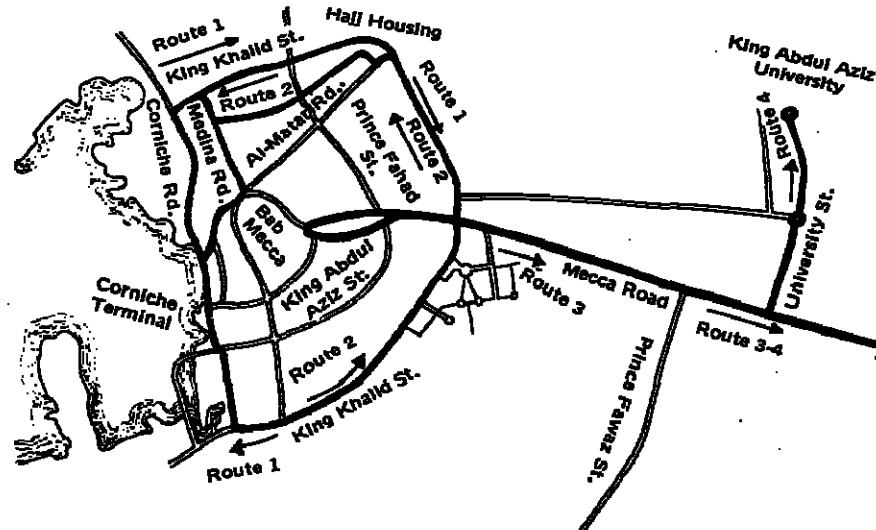 Route 1
King Khalid St.
Hajj Housing
Route 2
Al-Matar Rd.
Medina Rd.
Corniche Rd.
Prince Fahad
St.
Route 1
Route 2
King Abdul Aziz
University
Route
University St.
Bab
Mecca
King Abdul
Aziz St.
Corniche
Terminal
Mecca Road
Route 3
Route 3-4
Route 2
King Khalid St.
Route 1
Prince Fawaz St.